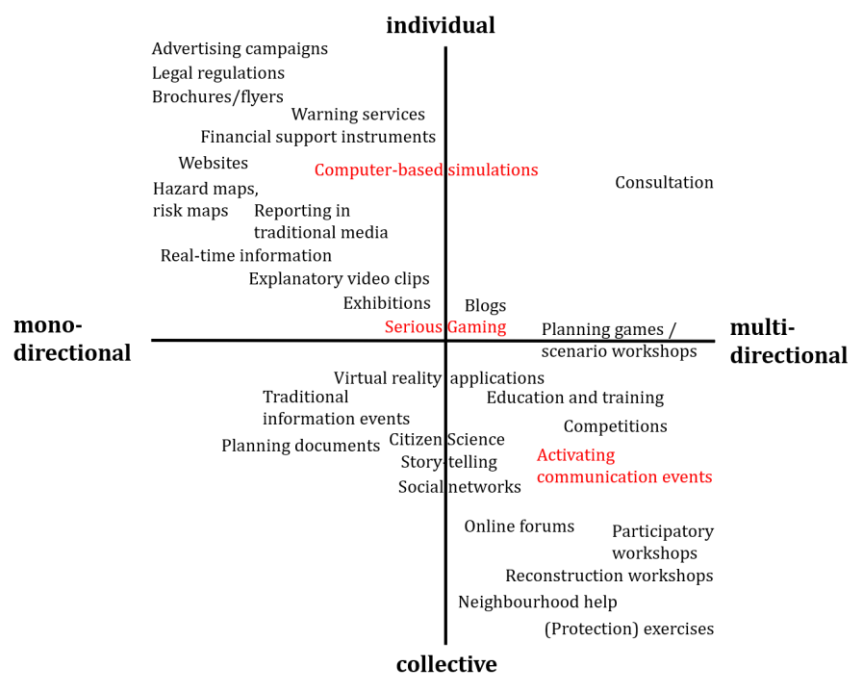 individual
Advertising campaigns
Legal regulations
Brochures/flyers
Warning services
Financial support instruments
Websites
Computer-based simulations
Consultation
Hazard maps,
risk maps
Reporting in
traditional media
Real-time information
Explanatory video clips
Exhibitions
Blogs
Serious Gaming
mono-
directional
Planning games /
scenario workshops
multi-
directional
Virtual reality applications
Traditional
information events
Education and training
Competitions
Planning documents
Citizen Science
Story-telling
Social networks
Activating
communication events
Online forums
Participatory
workshops
Reconstruction workshops
Neighbourhood help
(Protection) exercises
collective